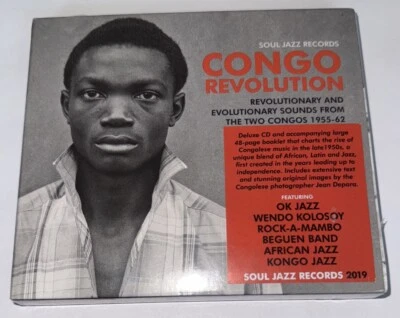 SOUL JAZZ RECORDS
CONGO
REVOLUTION
REVOLUTIONARY AND
EVOLUTIONARY SOUNDS FROM
THE TWO CONGOS 1955-62
Deluxe CD and accompanying large
48-page booklet that charts the rise of
Congolese music in the late1950s, a
unique blend of African, Latin and Jazz,
first created in the years leading up to
independence. Includes extensive text
and stunning original images by the
Congolese photographer Jean Depara.
FEATURING
OK JAZZ
WENDO KOLOSOY
ROCK-A-MAMBO
BEGUEN BAND
AFRICAN JAZZ
KONGO JAZZ
SOUL JAZZ RECORDS 2019